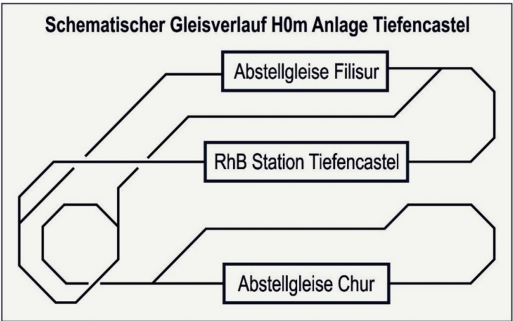 Schematischer Gleisverlauf H0m Anlage Tiefencastel
Abstellgleise Filisur
RhB Station Tiefencastel
Abstellgleise Chur